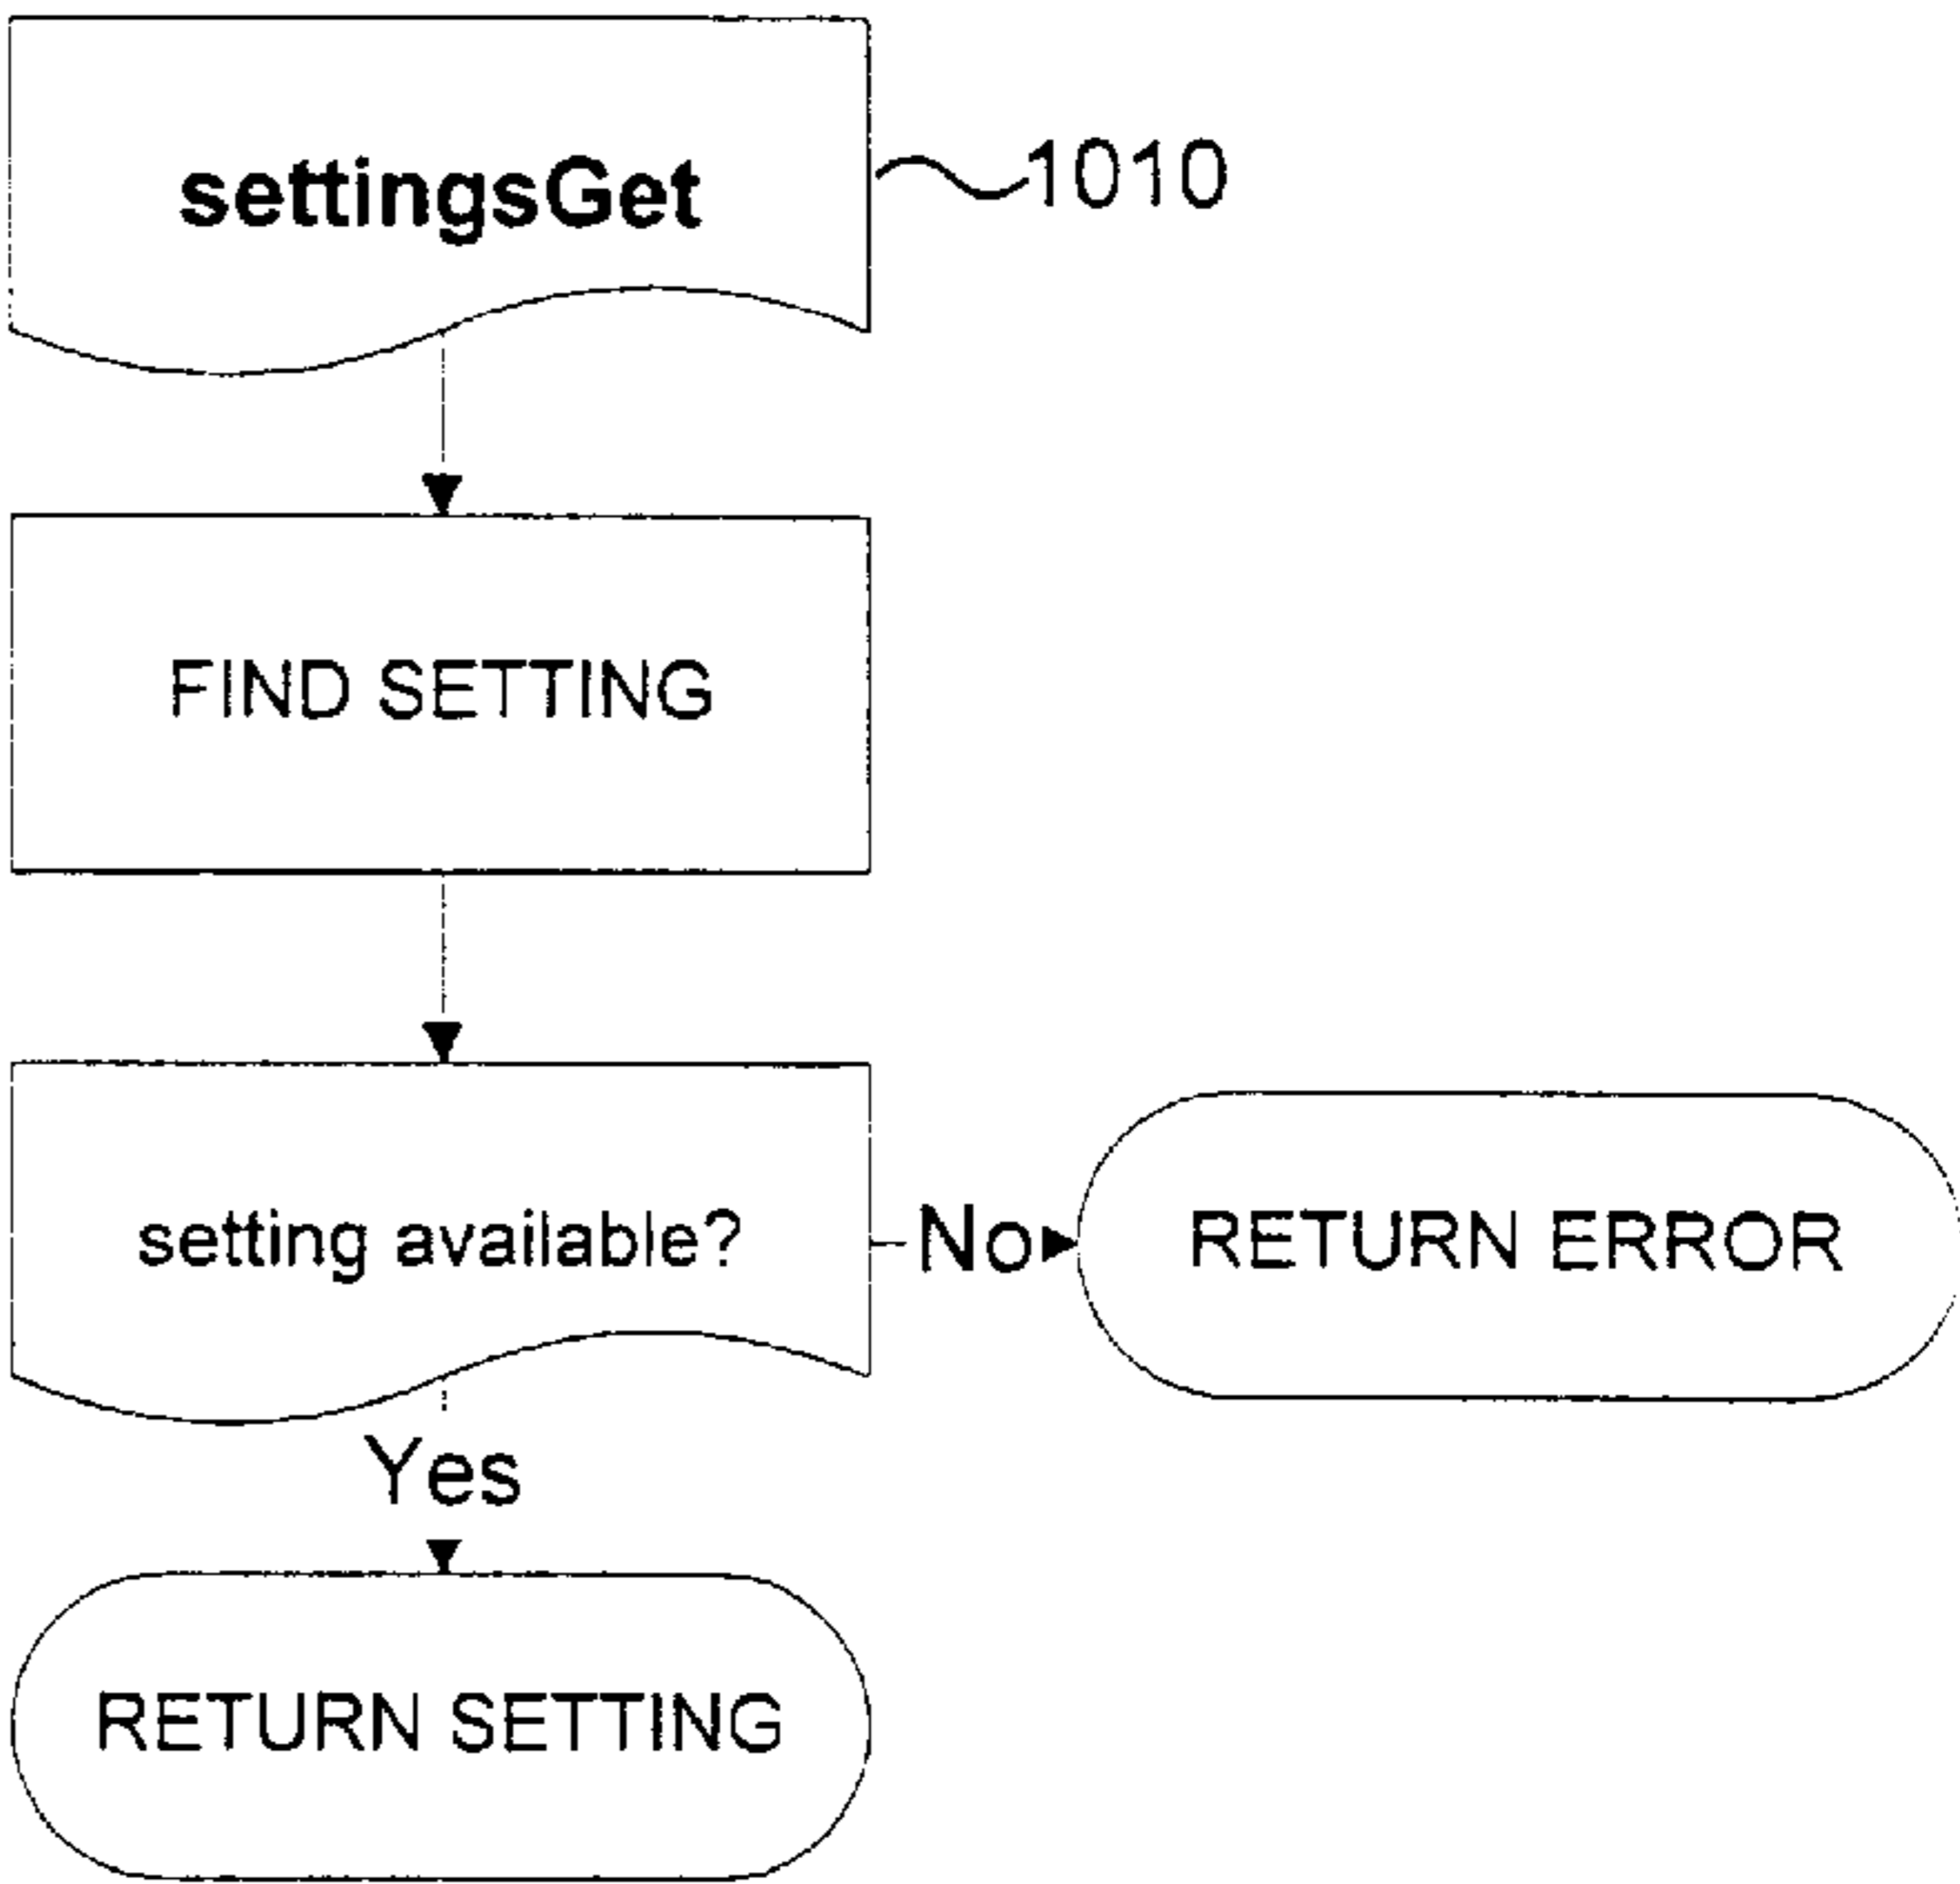 settingsGet
1010
FIND SETTING
setting available?
No
RETURN ERROR
Yes
RETURN SETTING